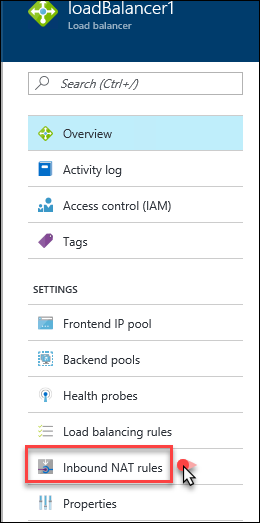 loadBalancer1
Load balancer
Search (Ctrl+/)
Overview
Activity log
Access control (IAM)
Tags
SETTINGS
Frontend IP pool
Backend pools
Health probes
Load balancing rules
Inbound NAT rules
Properties